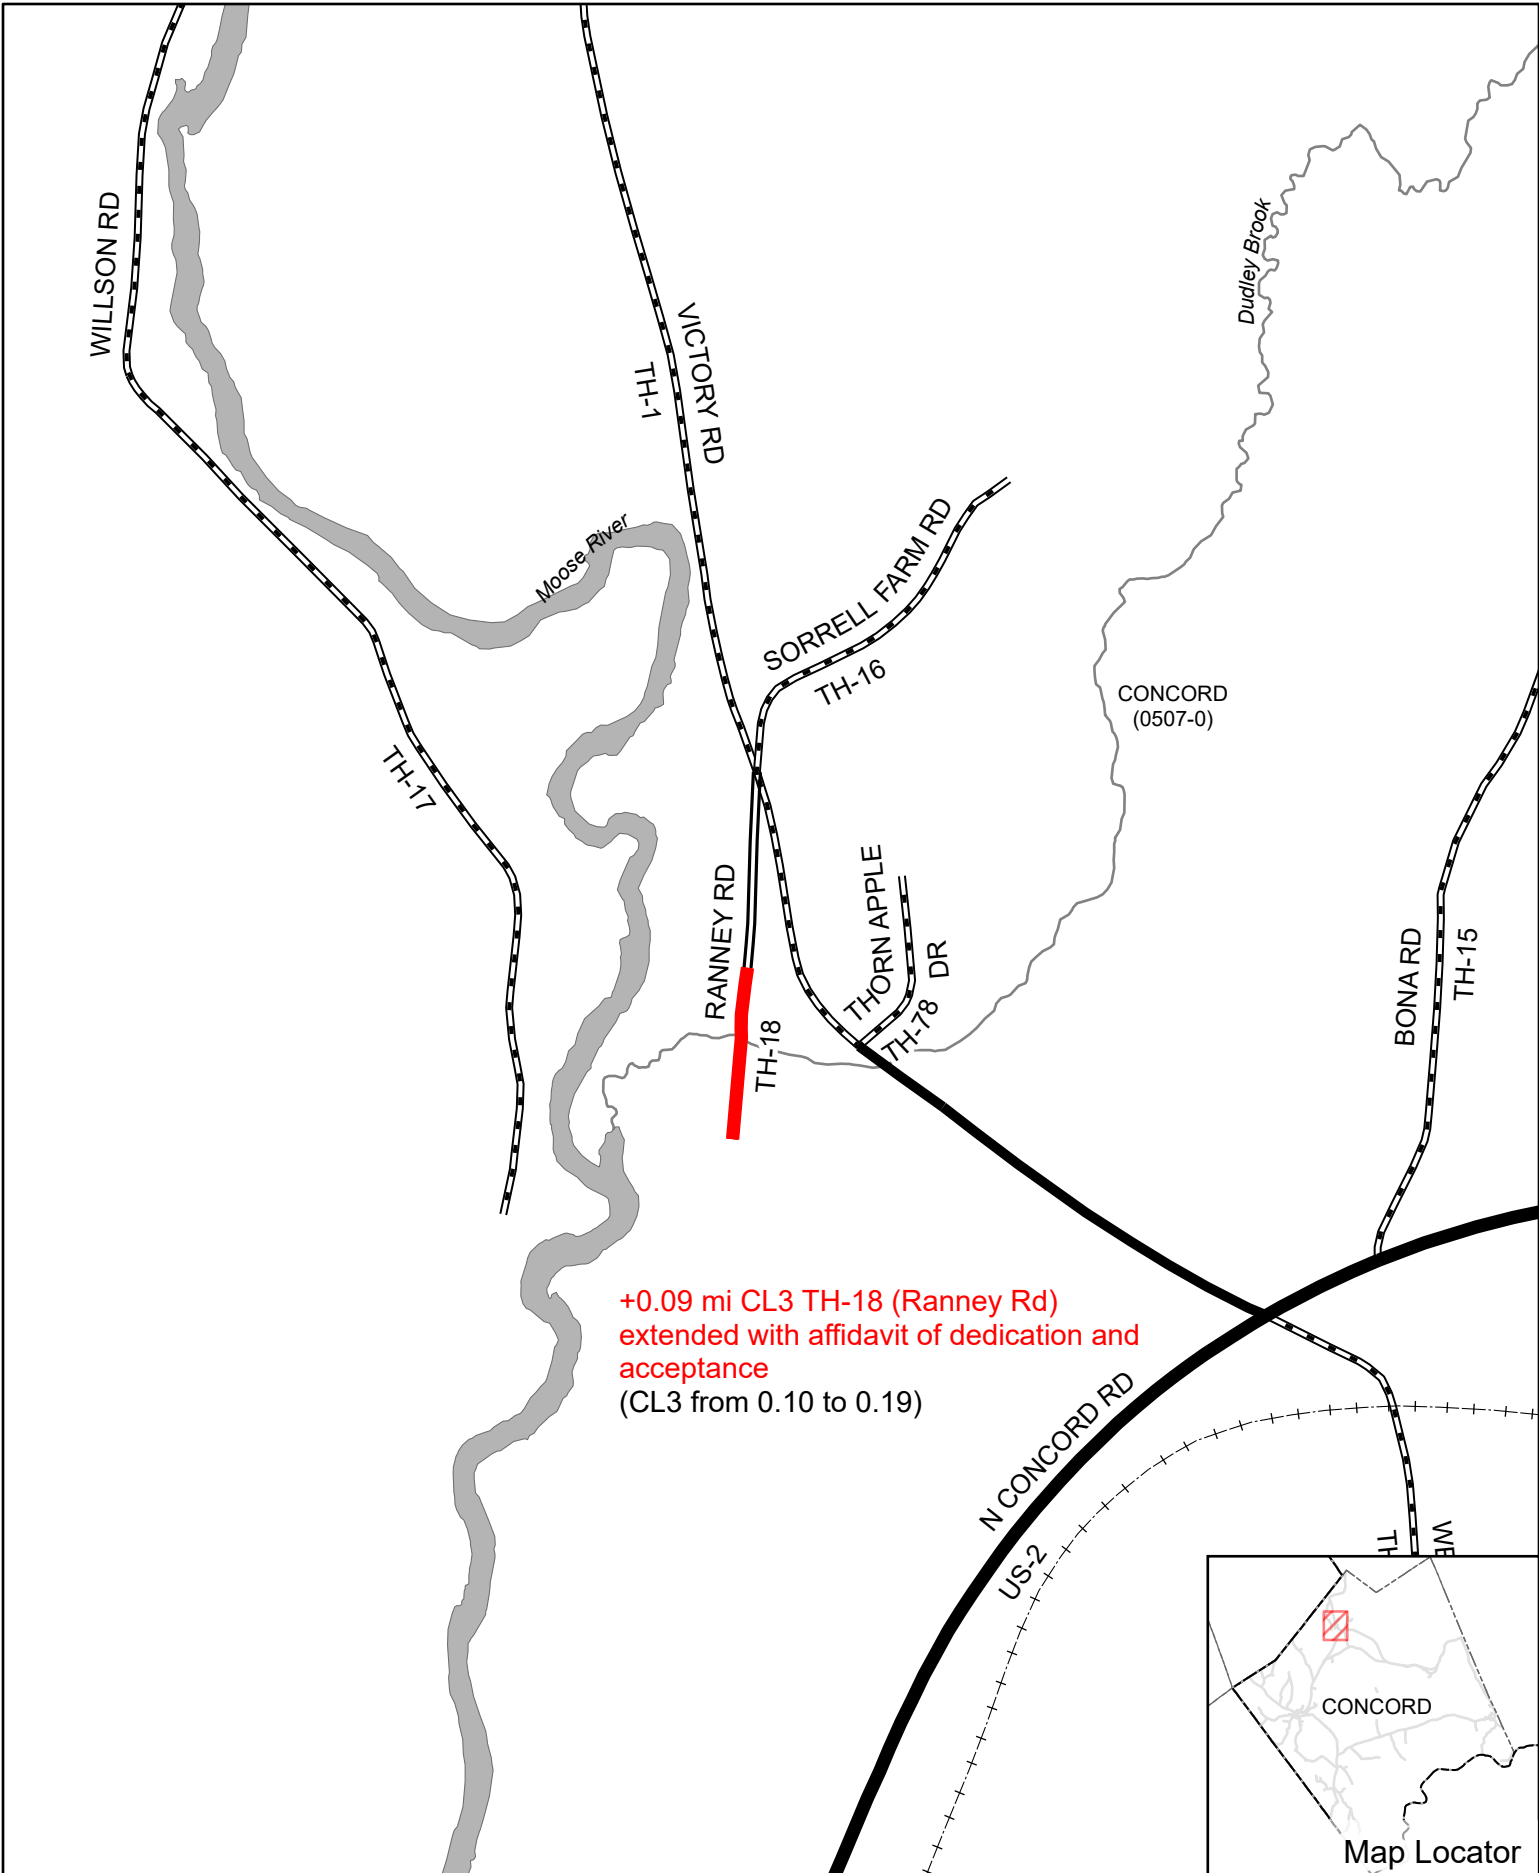 WILLSON RD
Dudley Brook
VICTORY RD
TH-1
Moose River
SORRELL FARM RD
TH-16
CONCORD
(0507-0)
TH-17
RANNEY RD
THORN APPLE
DR
TH-78
TH-18
BONA RD
TH-15
+0.09 mi CL3 TH-18 (Ranney Rd)
extended with affidavit of dedication and
acceptance
(CL3 from 0.10 to 0.19)
N CONCORD RD
US-2
CONCORD
Map Locator